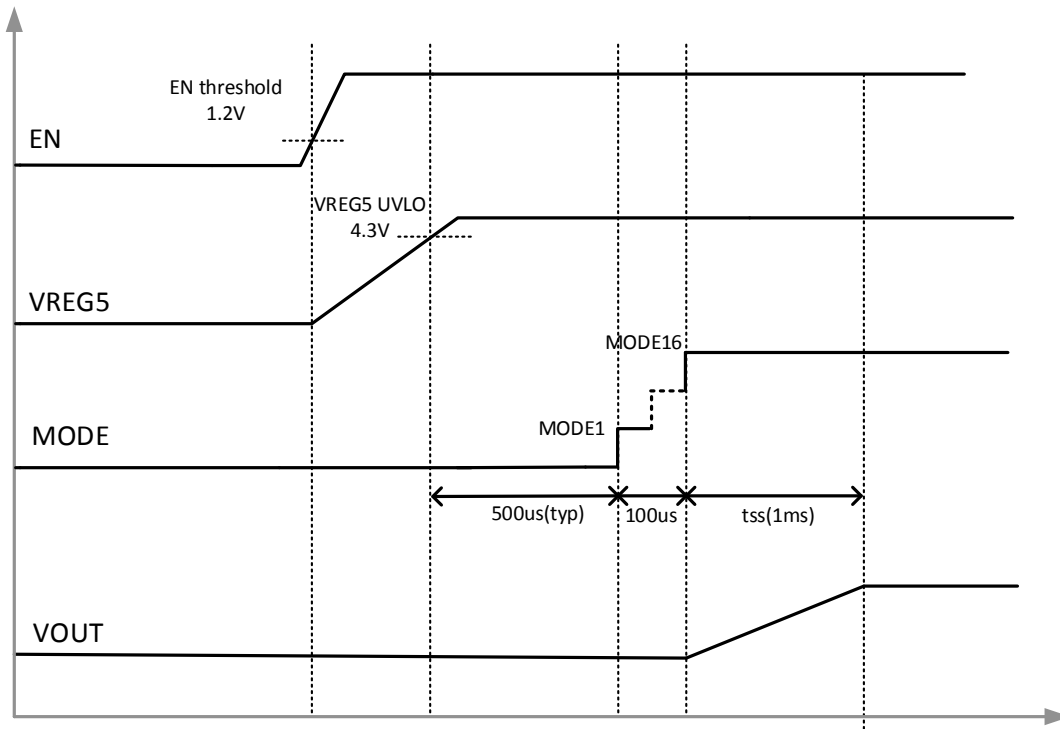 EN threshold
1.2V
EN
VREG5 UVLO
4.3V
VREG5
MODE16
MODE1
MODE
500us(typ)
100us
tss(1ms)
VOUT